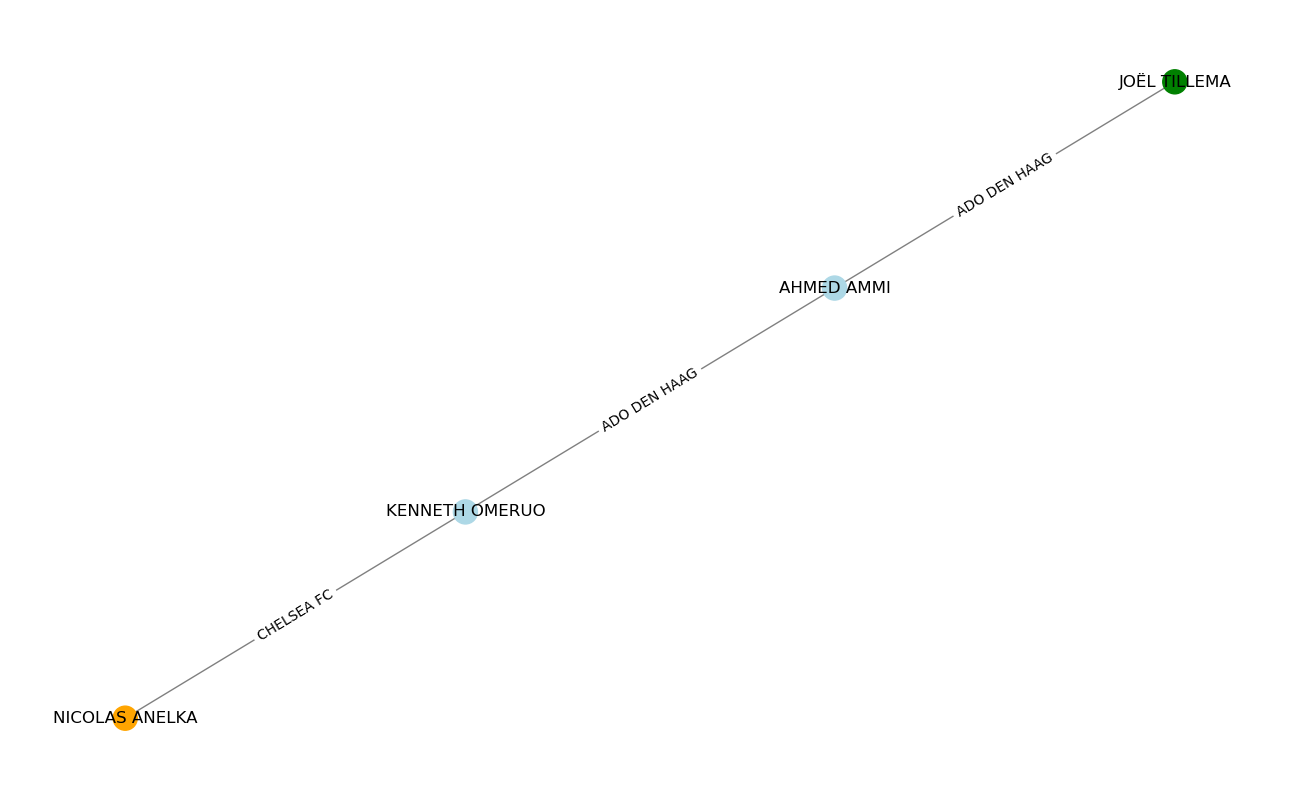 JOËL TILLEMA
ADO DEN HAAG
AHMED AMMI
ADO DEN HAAG
KENNETH OMERUO
CHELSEA FC
NICOLAS ANELKA